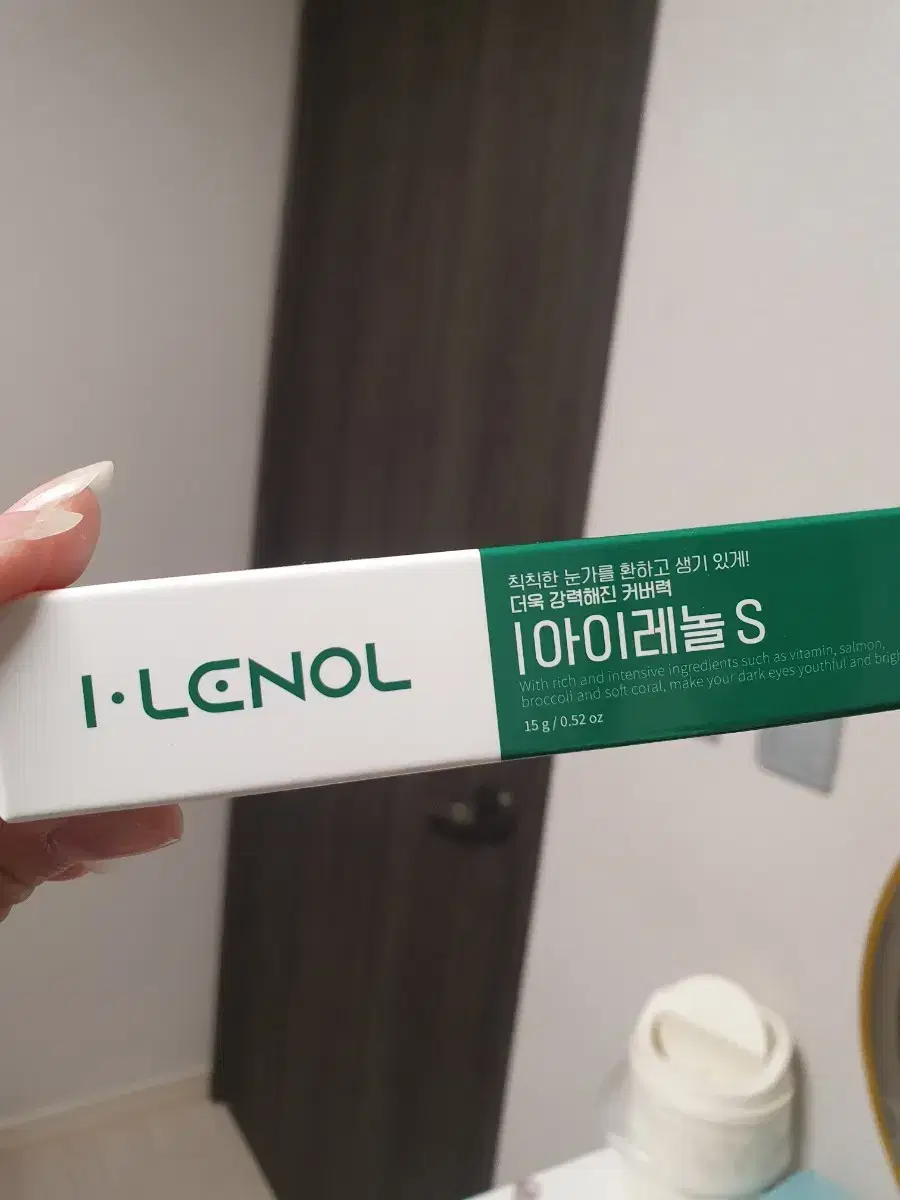 I·LENOL
칙칙한 눈가를 환하고 생기 있게!
더욱 강력해진 커버력
아이레놀 S
With rich and intensive ingredients such as vitamin, salmon,
broccoli and soft coral, make your dark eyes youthful and brigh
15 g / 0.52 oz